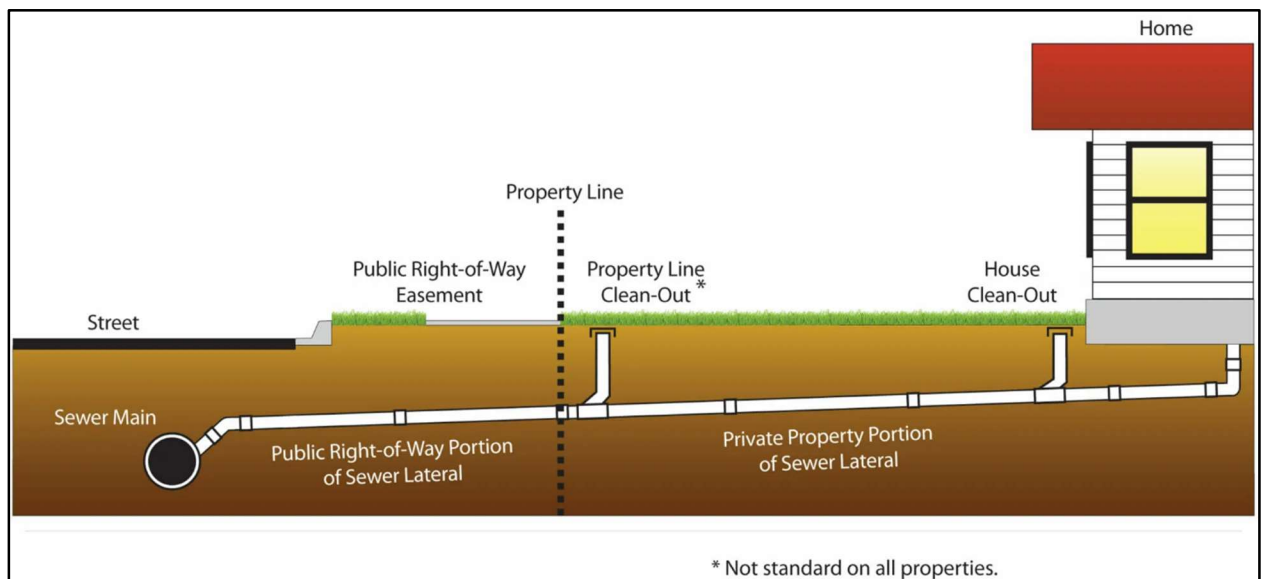 Home
Property Line
Public Right-of-Way
Easement
Property Line
Clean-Out *
House
Clean-Out
Street
Sewer Main
Public Right-of-Way Portion
of Sewer Lateral
Private Property Portion
of Sewer Lateral
* Not standard on all properties.